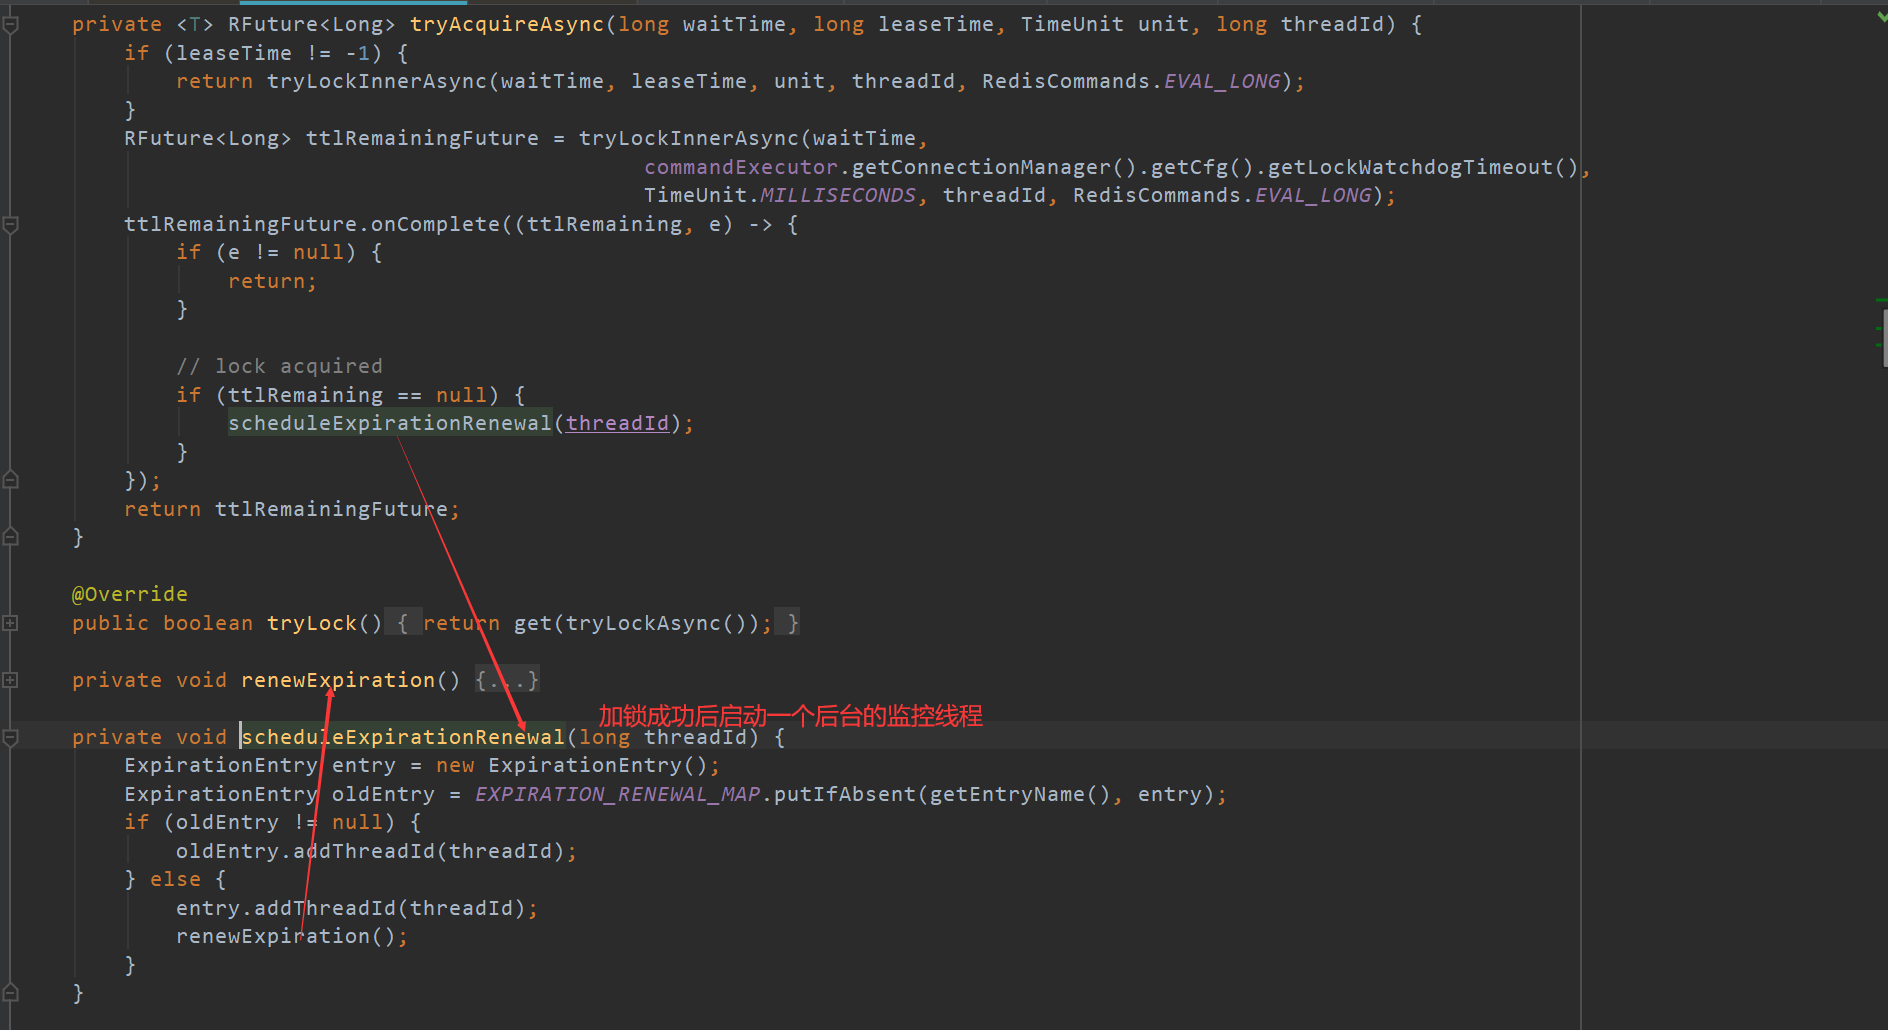 private <T> RFuture<Long> tryAcquireAsync(long waitTime, long leaseTime, TimeUnit unit, long threadId) {
if (leaseTime != -1) {
return tryLockInnerAsync(waitTime, leaseTime, unit, threadId, RedisCommands.EVAL_LONG);
}
RFuture<Long> ttlRemainingFuture = tryLockInnerAsync(waitTime,
commandExecutor.getConnectionManager().getCfg().getLockWatchdogTimeout(),
TimeUnit.MILLISECONDS, threadId, RedisCommands.EVAL_LONG);
ttlRemainingFuture.onComplete((ttlRemaining, e) -> {
if (e != null) {
return;
}
// lock acquired
if (ttlRemaining == null) {
scheduleExpirationRenewal(threadId);
}
});
return ttlRemainingFuture;
}
@Override
public boolean tryLock() { return get(tryLockAsync()); }
private void renewExpiration() {...}
加锁成功后启动一个后台的监控线程
private void scheduleExpirationRenewal(long threadId) {
ExpirationEntry entry = new ExpirationEntry();
ExpirationEntry oldEntry = EXPIRATION_RENEWAL_MAP.putIfAbsent(getEntryName(), entry);
if (oldEntry != null) {
oldEntry.addThreadId(threadId);
} else {
entry.addThreadId(threadId);
renewExpiration();
}
}